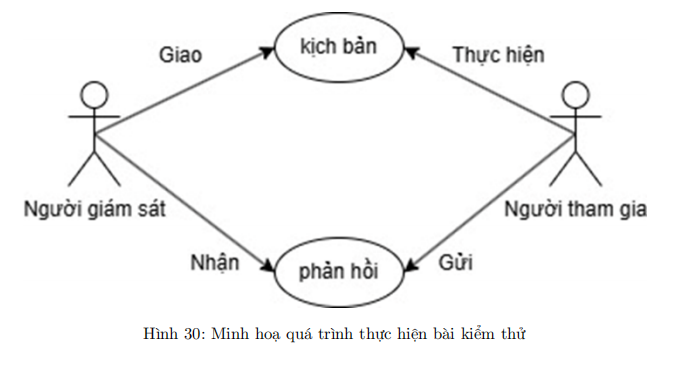 kịch bản
Giao
Thực hiện
Người giám sát
Người tham gia
Nhận
phản hồi
Gửi
Hình 30: Minh hoạ quá trình thực hiện bài kiểm thử